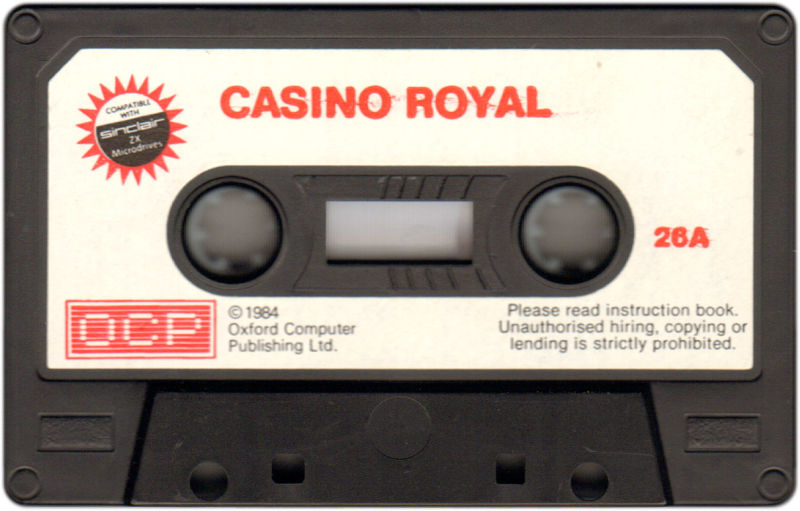 CASINO ROYAL
COMPATIBLE
WITH
sinclair
ZX
Microdrives
26A
OCP
©1984
Oxford Computer
Publishing Ltd.
Please read instruction book.
Unauthorised hiring, copying or
lending is strictly prohibited.